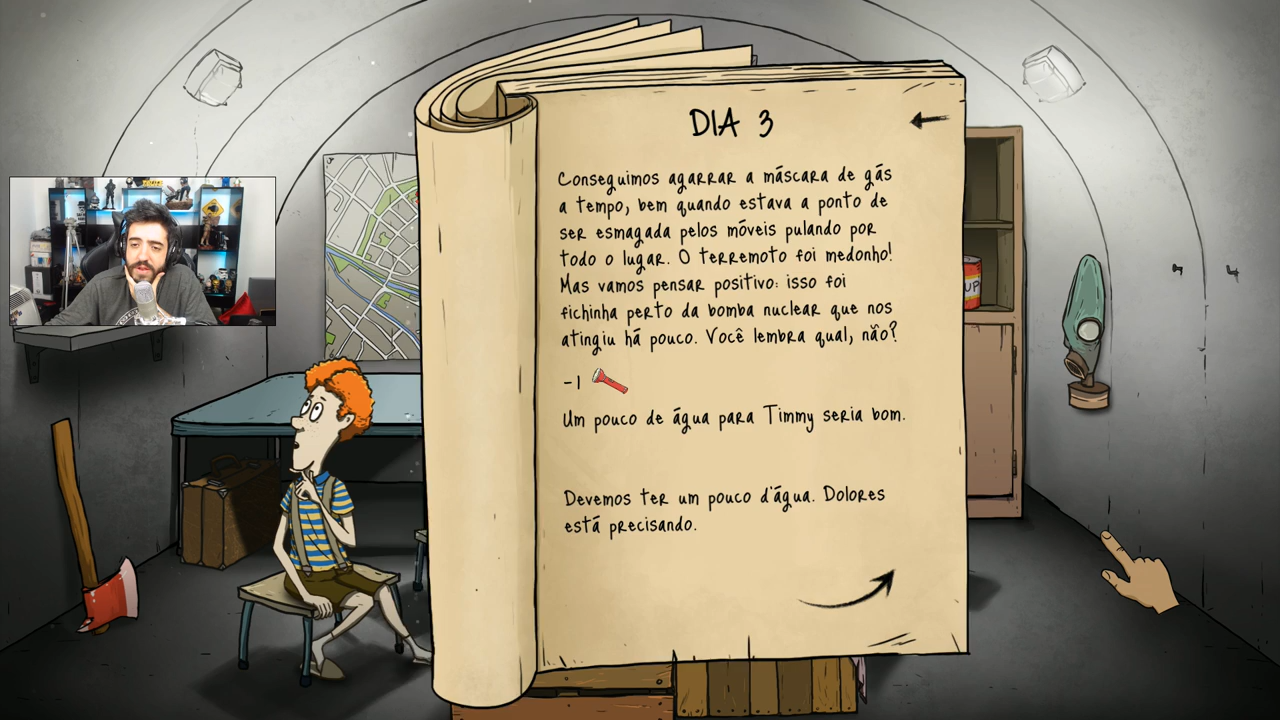 DIA 3
Conseguimos agarrar a máscara de gás
a tempo, bem quando estava a ponto de
ser esmagada pelos móveis pulando por
todo o lugar. O terremoto foi medonho!
Mas vamos pensar positivo: isso foi
fichinha perto da bomba nuclear que nos
atingiu há pouco. Você lembra qual, não?
-1
Um pouco de água para Timmy seria bom.
Devemos ter um pouco d'água. Dolores
está precisando.
UP